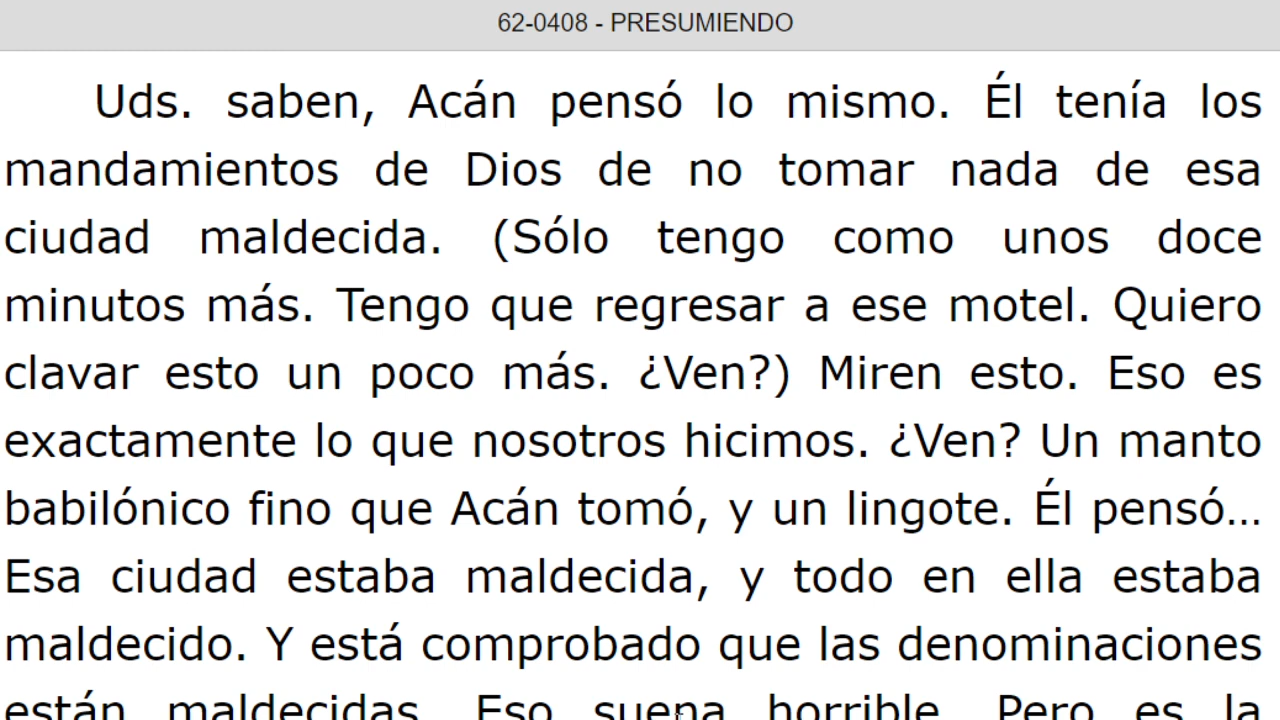 62-0408 - PRESUMIENDO
Uds. saben, Acán pensó lo mismo. Él tenía los
mandamientos de Dios de no tomar nada de esa
ciudad maldecida. (Sólo tengo como unos doce
minutos más. Tengo que regresar a ese motel. Quiero
clavar esto un poco más. ¿Ven?) Miren esto. Eso es
exactamente lo que nosotros hicimos. ¿Ven? Un manto
babilónico fino que Acán tomó, y un lingote. Él pensó...
Esa ciudad estaba maldecida, y todo en ella estaba
maldecido. Y está comprobado que las denominaciones
están maldecidas. Eso suena horrible. Pero es la